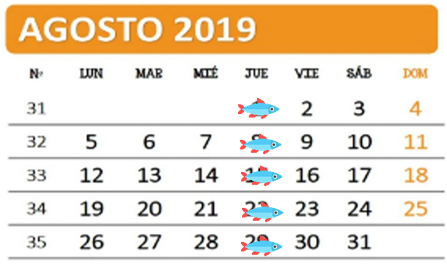 AGOSTO 2019
Nº LUN MAR MIÉ JUE VIE SÁB DOM
31 2 3 4
32 5 6 7 9 10 11
33 12 13 14 16 17 18
34 19 20 21 23 24 25
35 26 27 28 30 31